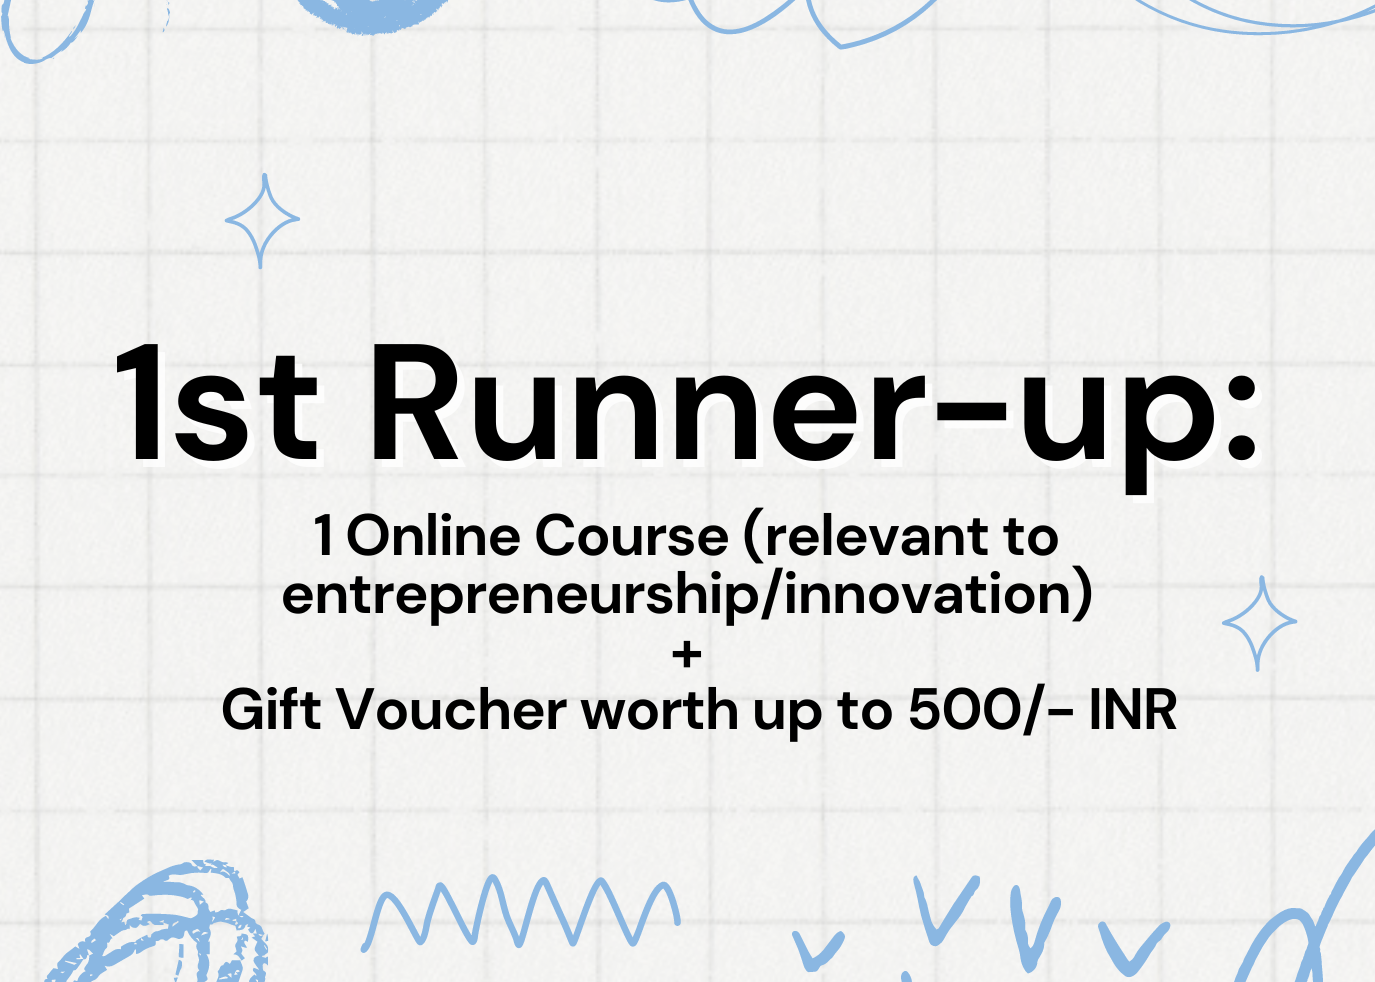 1st Runner-up:
1 Online Course (relevant to
entrepreneurship/innovation)
+
Gift Voucher worth up to 500/- INR